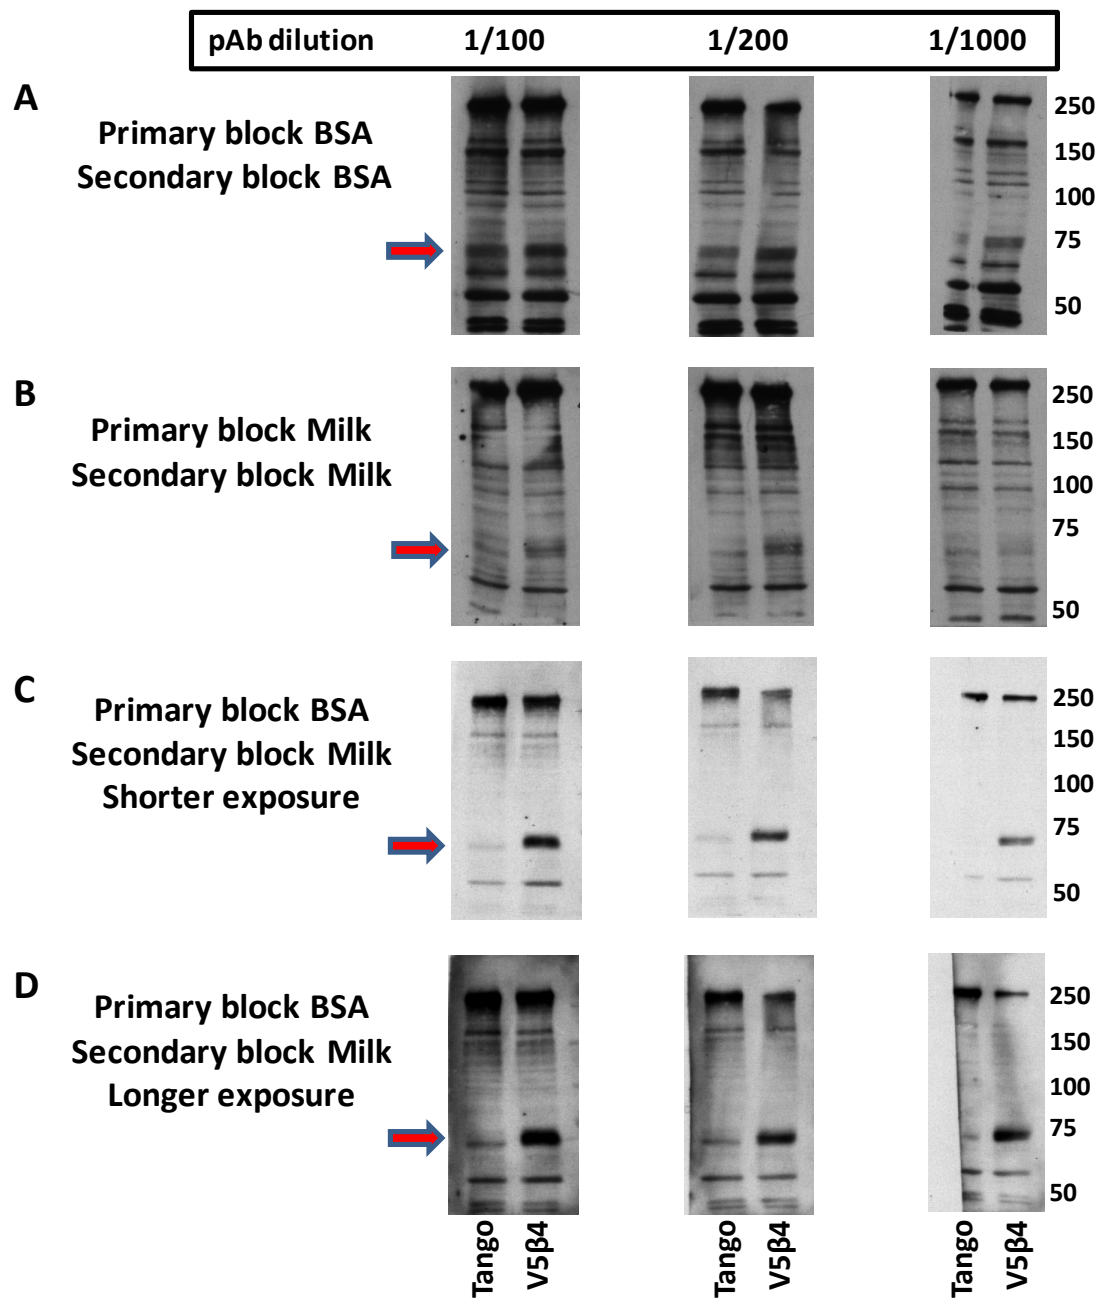 pAb dilution 1/100 1/200 1/1000
A
Primary block BSA
Secondary block BSA
250
150
100
75
50
B
Primary block Milk
Secondary block Milk
250
150
100
75
50
C
Primary block BSA
Secondary block Milk
Shorter exposure
250
150
100
75
50
D
Primary block BSA
Secondary block Milk
Longer exposure
250
150
100
75
50
Tango V5β4 Tango V5β4 Tango V5β4